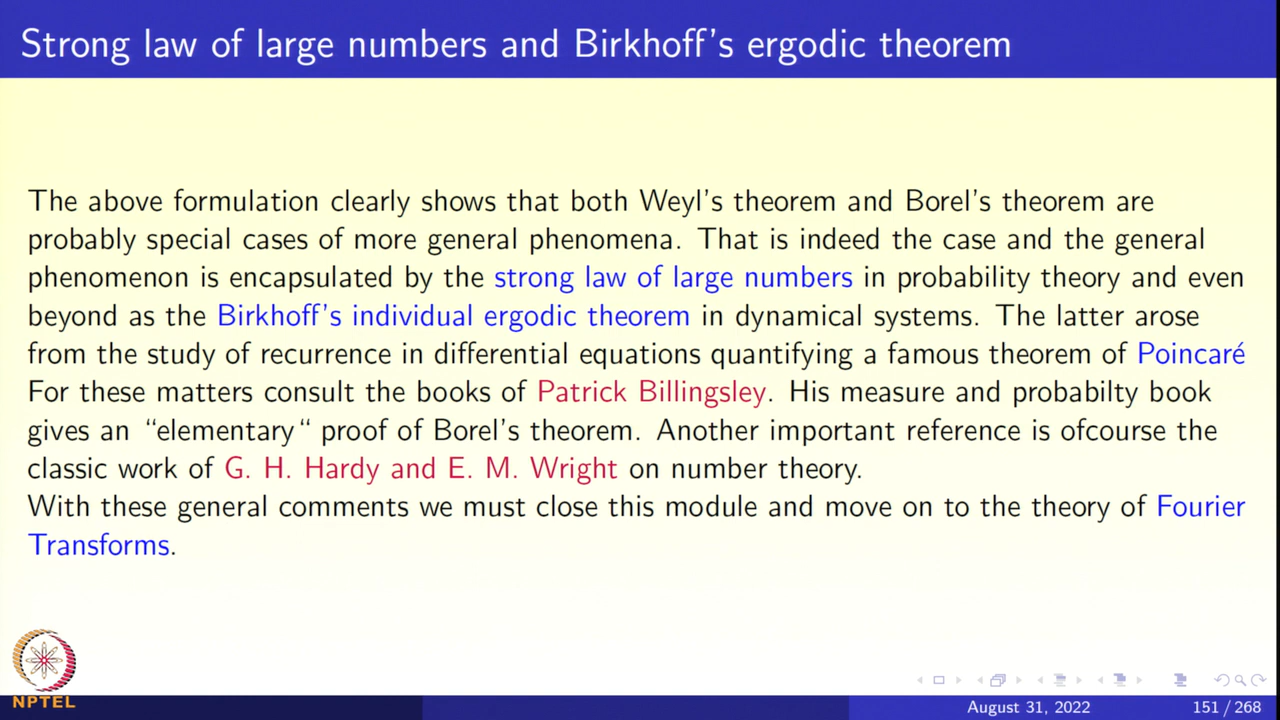 Strong law of large numbers and Birkhoff's ergodic theorem
The above formulation clearly shows that both Weyl's theorem and Borel's theorem are
probably special cases of more general phenomena. That is indeed the case and the general
phenomenon is encapsulated by the strong law of large numbers in probability theory and even
beyond as the Birkhoff's individual ergodic theorem in dynamical systems. The latter arose
from the study of recurrence in differential equations quantifying a famous theorem of Poincaré
For these matters consult the books of Patrick Billingsley. His measure and probabilty book
gives an “elementary“ proof of Borel's theorem. Another important reference is ofcourse the
classic work of G. H. Hardy and E. M. Wright on number theory.
With these general comments we must close this module and move on to the theory of Fourier
Transforms.
NPTEL
August 31, 2022 151 / 268